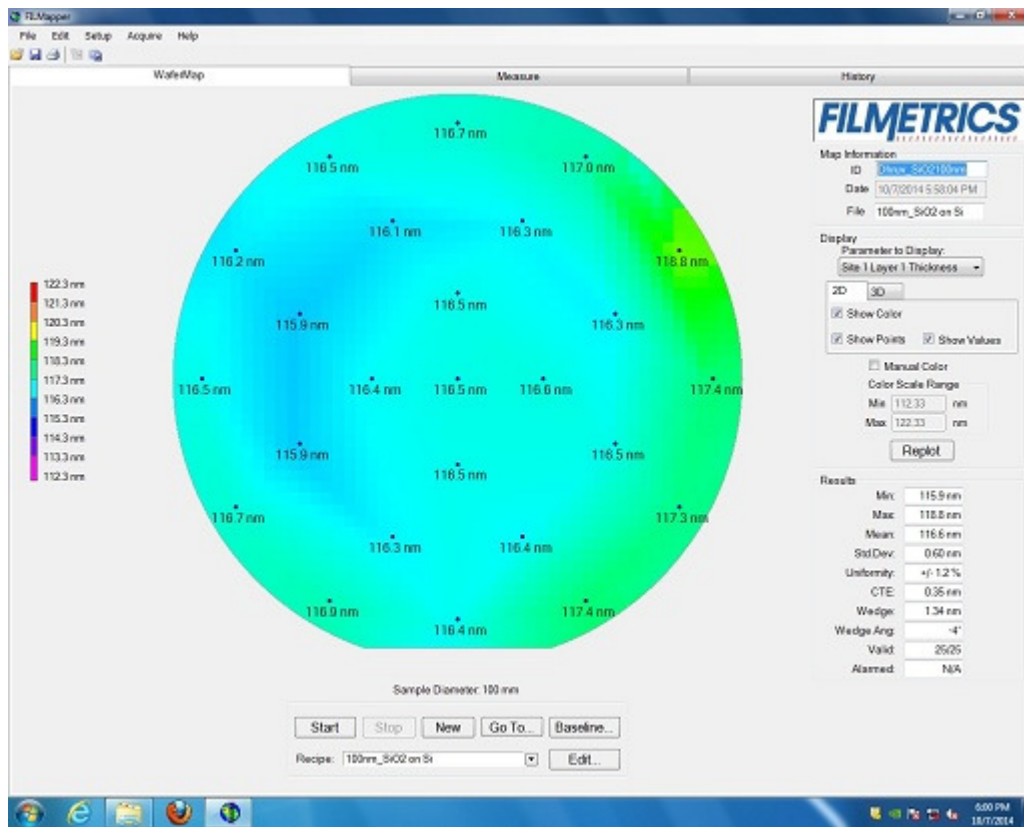 FILMapper
File Edit Setup Acquire Help
WaferMap Measure History
116.7 nm
116.5 nm 117.0 nm
116.1 nm 116.3 nm
116.2 nm 118.8 nm
116.5 nm
115.9 nm 116.3 nm
116.5 nm 116.4 nm 116.5 nm 116.6 nm 117.4 nm
115.9 nm 116.5 nm
116.5 nm
116.7 nm 117.3 nm
116.3 nm 116.4 nm
116.9 nm 117.4 nm
116.4 nm
122.3 nm
121.3 nm
120.3 nm
119.3 nm
118.3 nm
117.3 nm
116.3 nm
115.3 nm
114.3 nm
113.3 nm
112.3 nm
Sample Diameter: 100 mm
Start Stop New Go To... Baseline...
Recipe: 100nm_SiO2 on Si Edit...
FILMETRICS
Map Information
ID Dhruv_SiO2100nm
Date 10/7/2014 5:58:04 PM
File 100nm_SiO2 on Si
Display
Parameter to Display:
Site 1 Layer 1 Thickness
2D 3D
Show Color
Show Points Show Values
Manual Color
Color Scale Range
Min 112.33 nm
Max 122.33 nm
Replot
Results
Min: 115.9 nm
Max: 118.8 nm
Mean: 116.6 nm
Std.Dev: 0.60 nm
Uniformity: +/- 1.2 %
CTE: 0.35 nm
Wedge: 1.34 nm
Wedge Ang: -4°
Valid: 25/25
Alarmed: N/A
6:00 PM
10/7/2014